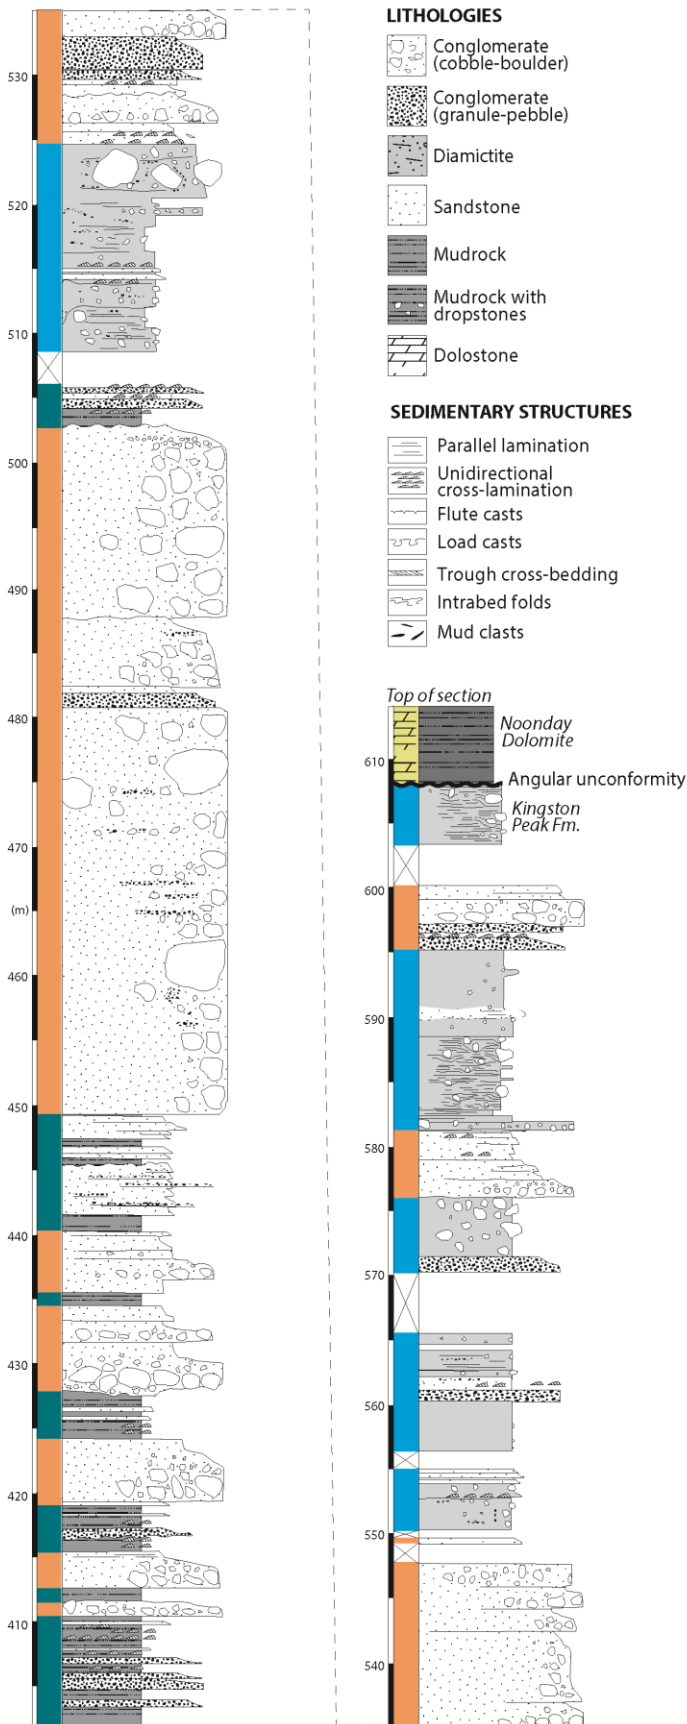 530
520
510
500
490
480
470
(m)
460
450
440
430
420
410
LITHOLOGIES
Conglomerate
(cobble-boulder)
Conglomerate
(granule-pebble)
Diamictite
Sandstone
Mudrock
Mudrock with
dropstones
Dolostone
SEDIMENTARY STRUCTURES
Parallel lamination
Unidirectional
cross-lamination
Flute casts
Load casts
Trough cross-bedding
Intrabed folds
Mud clasts
Top of section
Noonday
Dolomite
610
Angular unconformity
Kingston
Peak Fm.
600
590
580
570
560
550
540